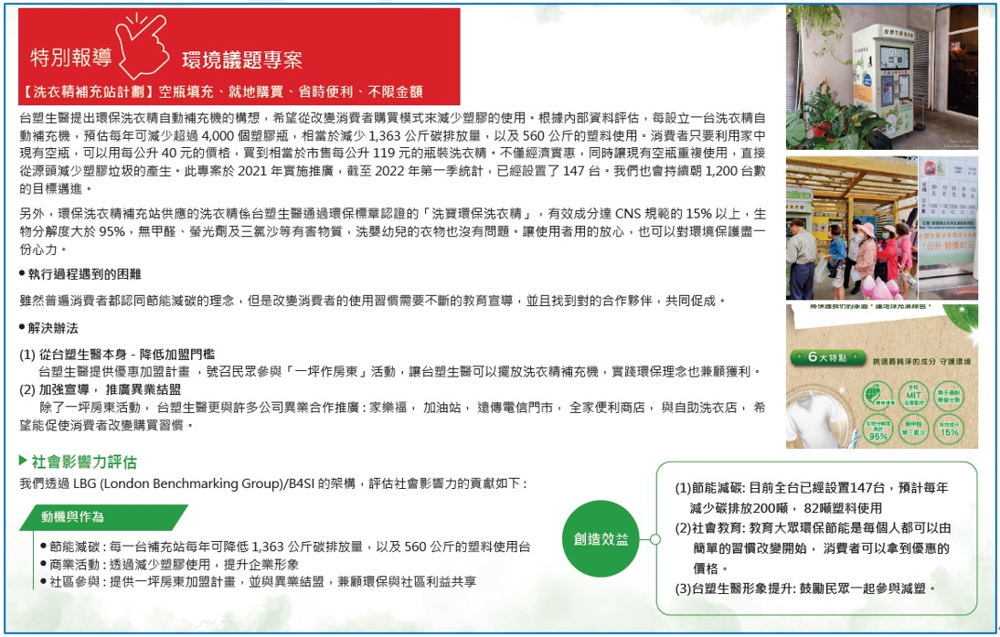 特別報導
環境議題專案
【洗衣精補充站計劃】空瓶填充、就地購買、省時便利、不限金額
台塑生醫提出環保洗衣精自動補充機的構想，希望從改變消費者購買模式來減少塑膠的使用。根據內部資料評估，每設立一台洗衣精自
動補充機，預估每年可減少超過 4,000 個塑膠瓶，相當於減少 1,363 公斤碳排放量，以及 560 公斤的塑料使用。消費者只要利用家中
現有空瓶，可以用每公升 40 元的價格，買到相當於市售每公升 119 元的瓶裝洗衣精。不僅經濟實惠，同時讓現有空瓶重複使用，直接
從源頭減少塑膠垃圾的產生。此專案於 2021 年實施推廣，截至 2022 年第一季統計，已經設置了 147 台。我們也會持續朝 1,200 台數
的目標邁進。
另外，環保洗衣精補充站供應的洗衣精係台塑生醫通過環保標章認證的「洗寶環保洗衣精」，有效成分達 CNS 規範的 15% 以上，生
物分解度大於 95%，無甲醛、螢光劑及三氯沙等有害物質，洗嬰幼兒的衣物也沒有問題。讓使用者用的放心，也可以對環境保護盡一
份心力。
● 執行過程遇到的困難
雖然普遍消費者都認同節能減碳的理念，但是改變消費者的使用習慣需要不斷的教育宣導，並且找到對的合作夥伴，共同促成。
● 解決辦法
(1) 從台塑生醫本身 - 降低加盟門檻
台塑生醫提供優惠加盟計畫 ，號召民眾參與「一坪作房東」活動，讓台塑生醫可以擺放洗衣精補充機，實踐環保理念也兼顧獲利。
(2) 加強宣導， 推廣異業結盟
除了一坪房東活動， 台塑生醫更與許多公司異業合作推廣 : 家樂福， 加油站， 遠傳電信門市， 全家便利商店， 與自助洗衣店， 希
望能促使消費者改變購買習慣。
6大特點
挑選最純淨的成分 守護環境
全程
MIT
品質監控
無壬基酚
無螢光劑
生物分解度
95%
無甲醛
無三氯沙
有效成分
15%
1公升 特價40元
▶ 社會影響力評估
我們透過 LBG (London Benchmarking Group)/B4SI 的架構，評估社會影響力的貢獻如下 :
動機與作為
● 節能減碳 : 每一台補充站每年可降低 1,363 公斤碳排放量，以及 560 公斤的塑料使用台
● 商業活動 : 透過減少塑膠使用，提升企業形象
● 社區參與 : 提供一坪房東加盟計畫，並與異業結盟，兼顧環保與社區利益共享
創造效益
(1)節能減碳: 目前全台已經設置147台，預計每年
減少碳排放200噸， 82噸塑料使用
(2)社會教育: 教育大眾環保節能是每個人都可以由
簡單的習慣改變開始， 消費者可以拿到優惠的
價格。
(3)台塑生醫形象提升: 鼓勵民眾一起參與減塑。